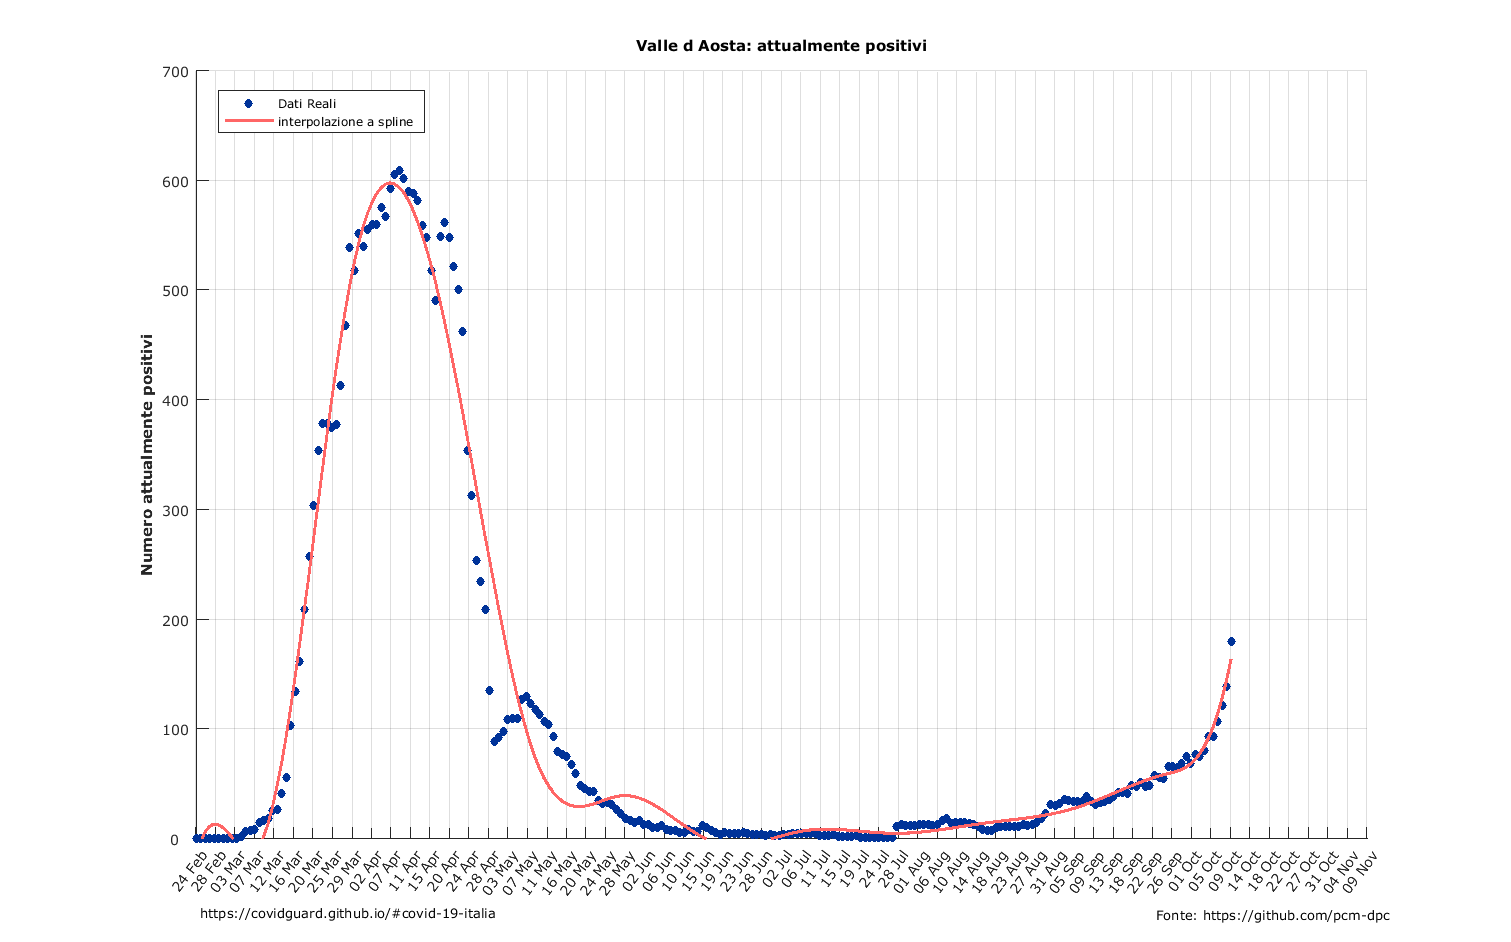 Valle d Aosta: attualmente positivi
Dati Reali
interpolazione a spline
Numero attualmente positivi
700
600
500
400
300
200
100
0
24 Feb
28 Feb
03 Mar
07 Mar
12 Mar
16 Mar
20 Mar
25 Mar
29 Mar
02 Apr
07 Apr
11 Apr
15 Apr
20 Apr
24 Apr
28 Apr
03 May
07 May
11 May
16 May
20 May
24 May
28 May
02 Jun
06 Jun
10 Jun
15 Jun
19 Jun
23 Jun
28 Jun
02 Jul
06 Jul
11 Jul
15 Jul
19 Jul
24 Jul
28 Jul
01 Aug
06 Aug
10 Aug
14 Aug
18 Aug
23 Aug
27 Aug
31 Aug
05 Sep
09 Sep
13 Sep
18 Sep
22 Sep
26 Sep
01 Oct
05 Oct
09 Oct
14 Oct
18 Oct
22 Oct
27 Oct
31 Oct
04 Nov
09 Nov
https://covidguard.github.io/#covid-19-italia
Fonte: https://github.com/pcm-dpc